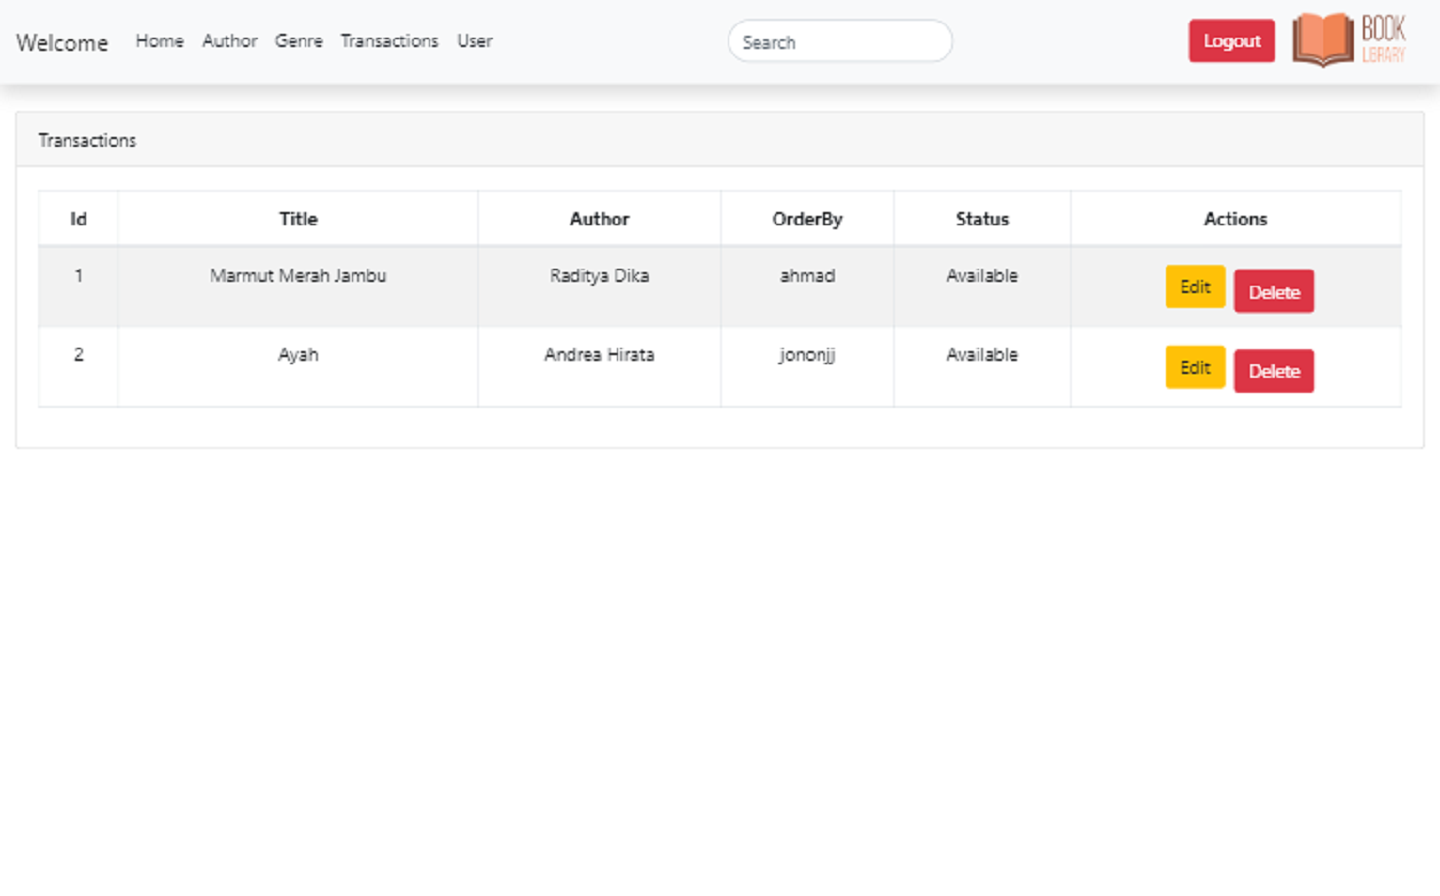 Welcome Home Author Genre Transactions User Search Logout BOOK
LIBRARY
Transactions
Id Title Author OrderBy Status Actions
1 Marmut Merah Jambu Raditya Dika ahmad Available Edit Delete
2 Ayah Andrea Hirata jononjj Available Edit Delete